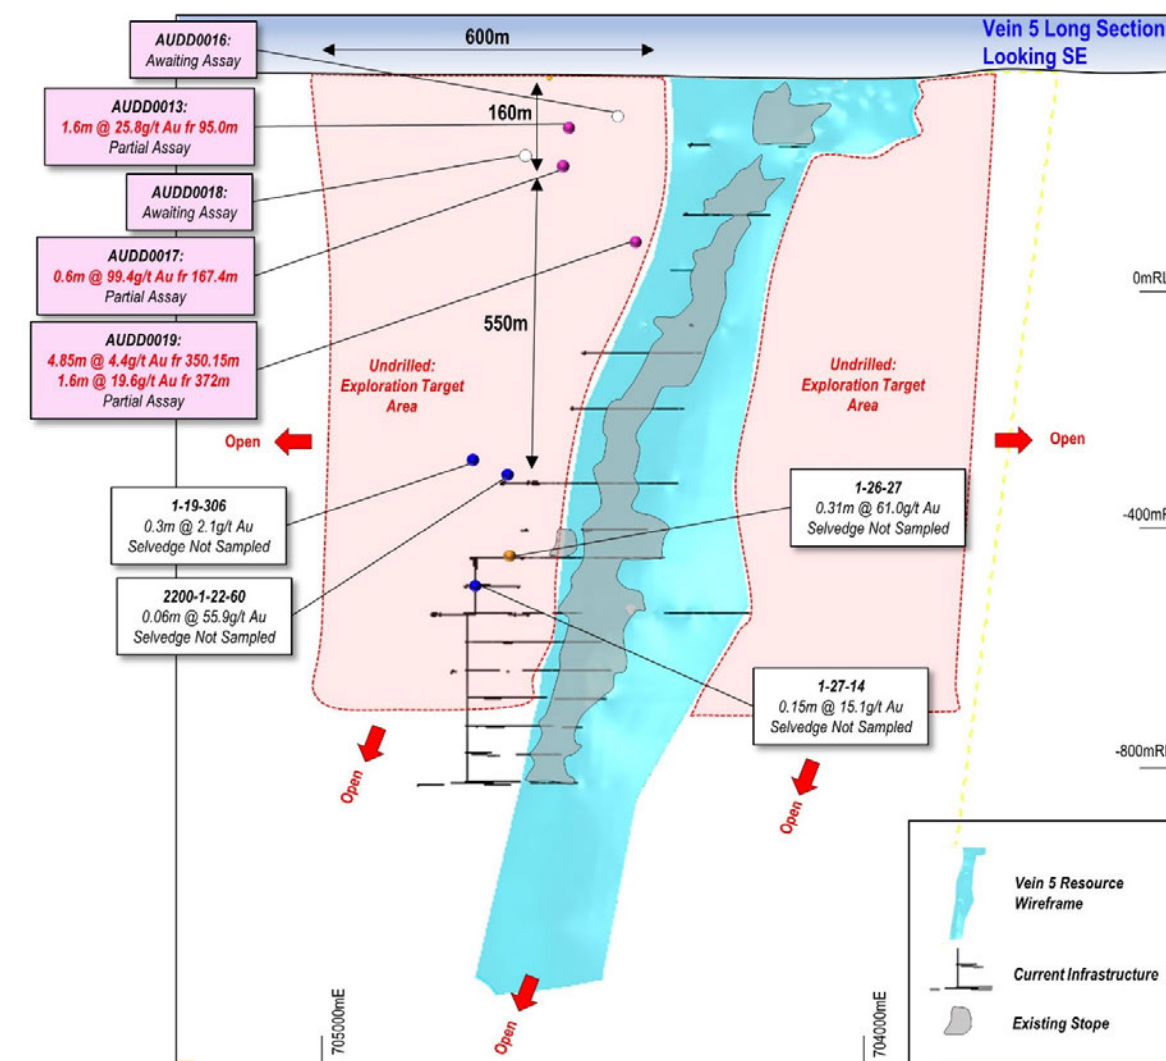 Vein 5 Long Section
Looking SE
600m
AUDD0016:
Awaiting Assay
160m
AUDD0013:
1.6m @ 25.8g/t Au fr 95.0m
Partial Assay
AUDD0018:
Awaiting Assay
AUDD0017:
0.6m @ 99.4g/t Au fr 167.4m
Partial Assay
0mRL
550m
AUDD0019:
4.85m @ 4.4g/t Au fr 350.15m
1.6m @ 19.6g/t Au fr 372m
Partial Assay
Undrilled:
Exploration Target
Area
Undrilled:
Exploration Target
Area
Open
Open
1-19-306
0.3m @ 2.1g/t Au
Selvedge Not Sampled
1-26-27
0.31m @ 61.0g/t Au
Selvedge Not Sampled
-400mR
2200-1-22-60
0.06m @ 55.9g/t Au
Selvedge Not Sampled
1-27-14
0.15m @ 15.1g/t Au
Selvedge Not Sampled
-800mRL
Open
Open
Vein 5 Resource
Wireframe
Current Infrastructure
Existing Stope
705000mE
704000mE
Open